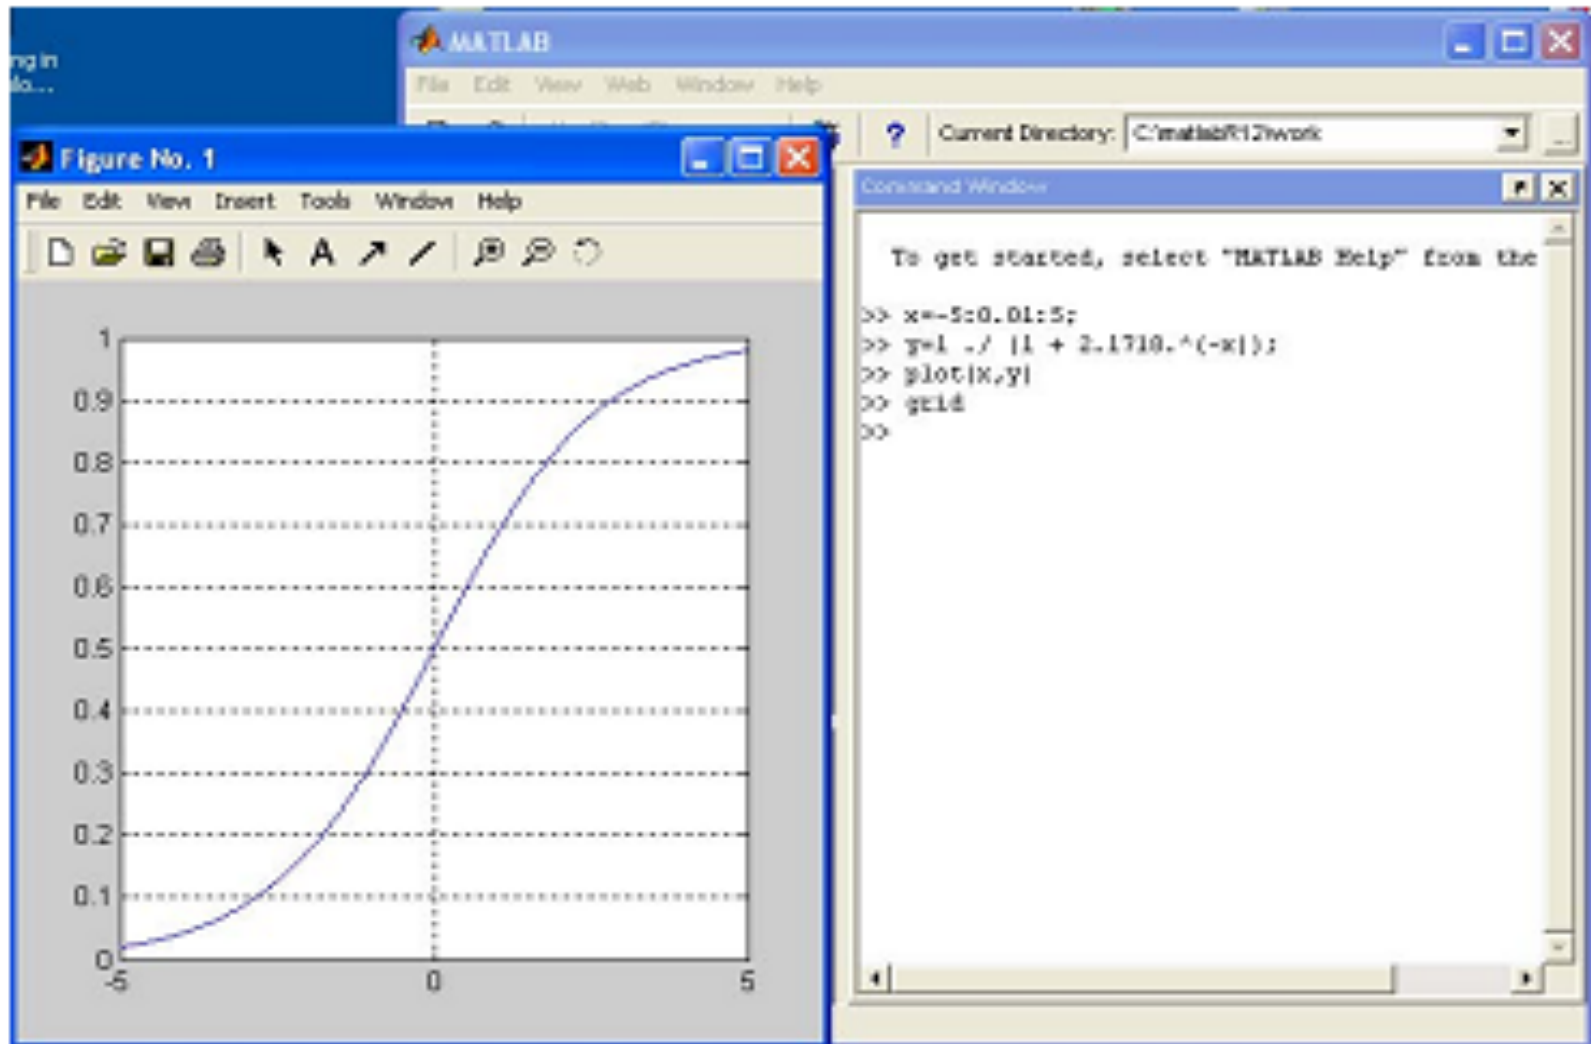 ng in
do...
MATLAB
File Edit View Web Window Help
Current Directory: C:\matlabR12\work
...
Figure No. 1
File Edit View Insert Tools Window Help
A
Command Window
To get started, select "MATLAB Help" from the
>> x=-5:0.01:5;
>> y=1 ./ (1 + 2.1718.^(-x));
>> plot(x,y)
>> grid
>>
1
0.9
0.8
0.7
0.6
0.5
0.4
0.3
0.2
0.1
0
-5 0 5